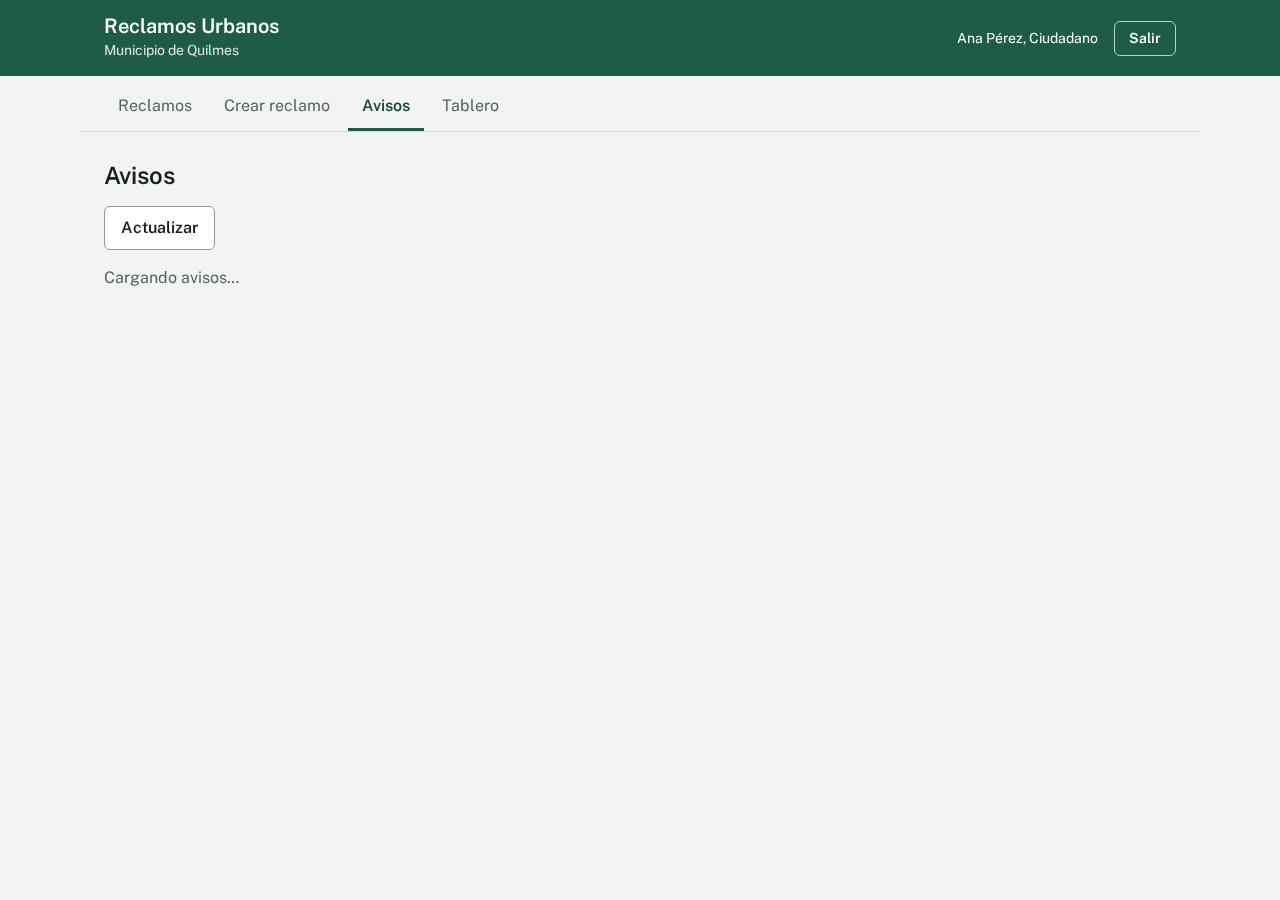 Reclamos Urbanos
Municipio de Quilmes
Ana Pérez, Ciudadano
Salir
Reclamos
Crear reclamo
Avisos
Tablero
Avisos
Actualizar
Cargando avisos...